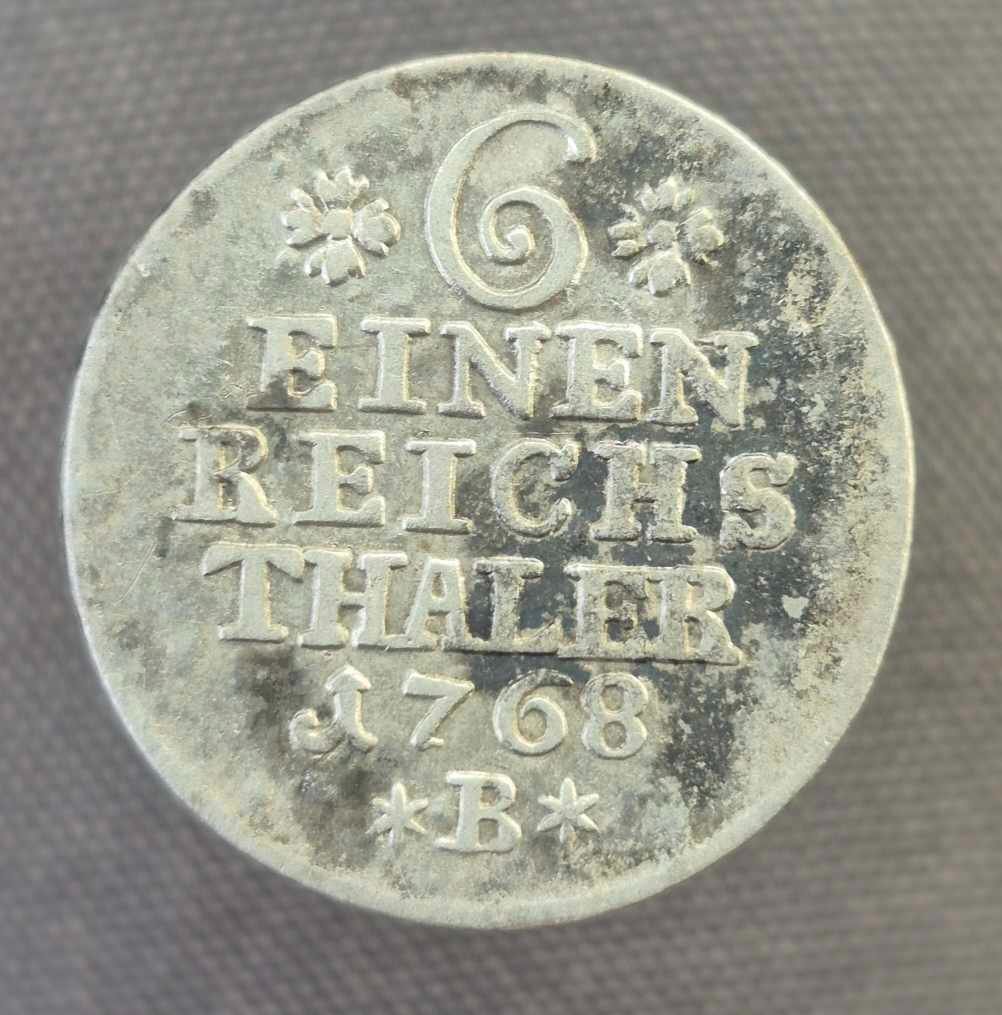 6
EINEN
REICHS
THALER
1768
* B *